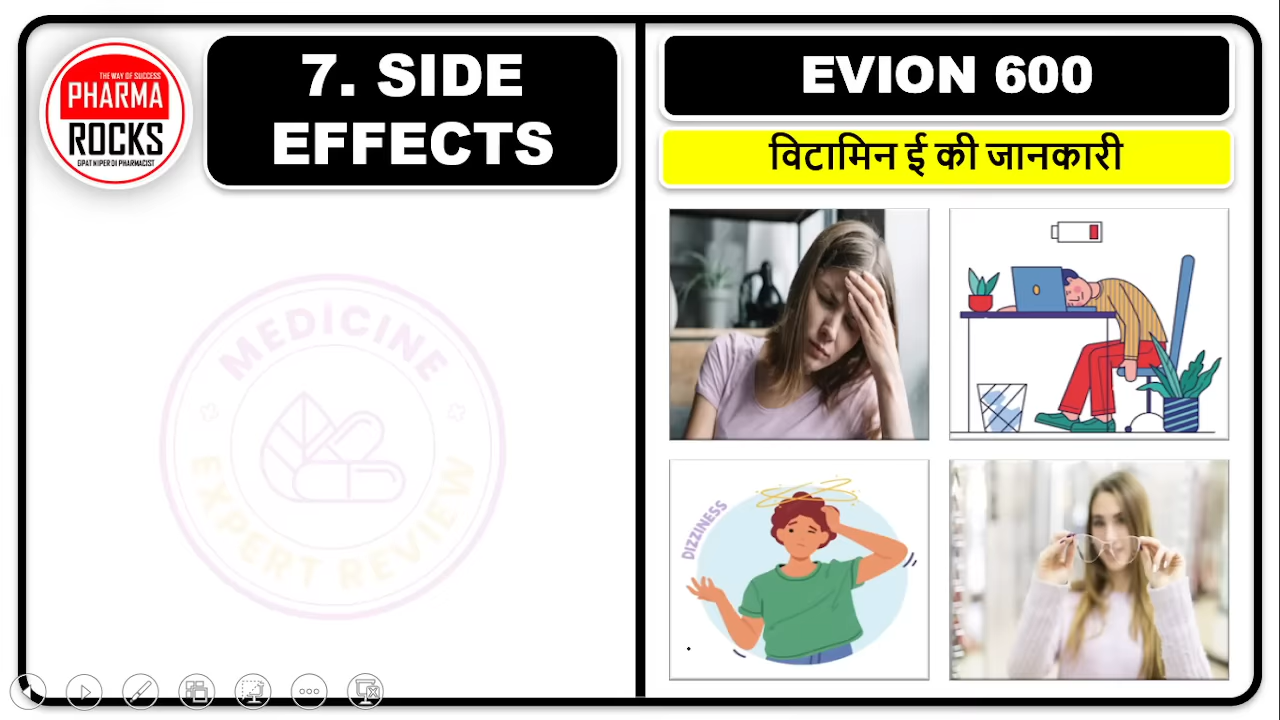 THE WAY OF SUCCESS
PHARMA
ROCKS
GPAT NIPER DI PHARMACIST
7. SIDE
EFFECTS
MEDICINE
EXPERT REVIEW
EVION 600
विटामिन ई की जानकारी
DIZZINESS